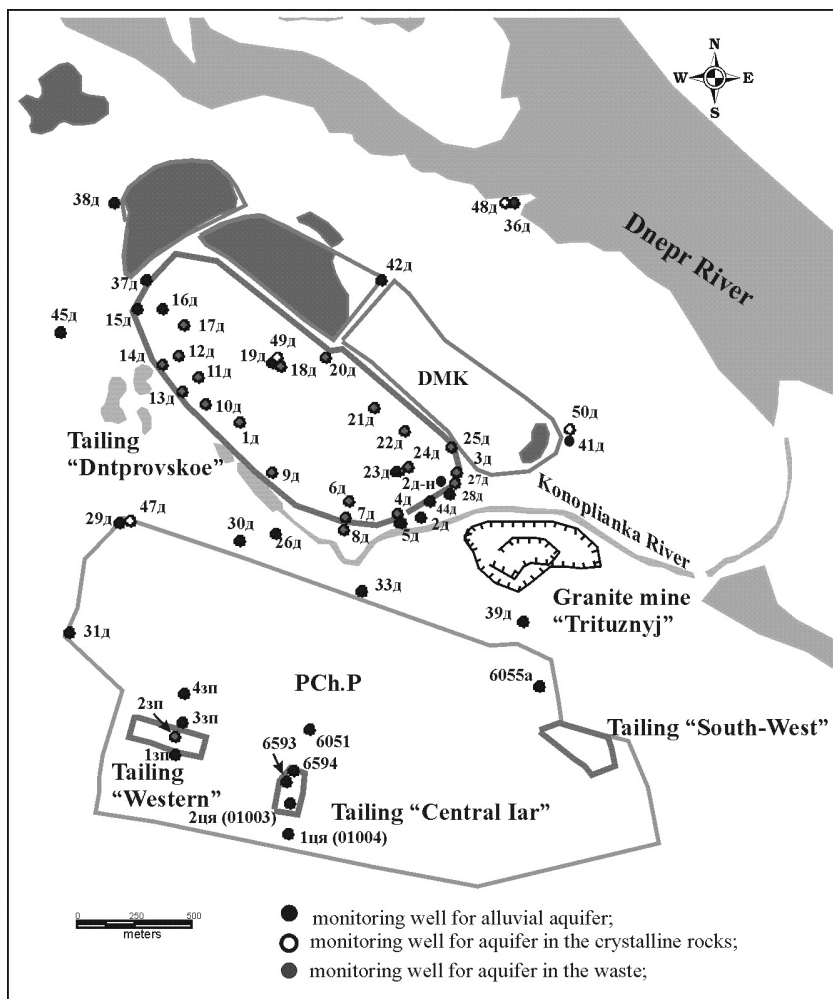 N
W E
S
38д
48д
36д
Dnepr River
37д
42д
45д
15д
16д
17д
49д
14д
12д
19д
18д
20д
DMK
11д
13д
10д
21д
50д
1д
22д
25д
41д
Tailing
"Dntprovskoe"
24д
3д
23д
27д
9д
2д-н
28д
6д
4д
44д
Konoplianka River
7д
2д
29д
47д
30д
26д
8д
5д
33д
Granite mine
"Trituznyj"
39д
31д
6055a
4зп
PCh.P
2зп
3зп
6051
Tailing "South-West"
1зп
6593
6594
Tailing
"Western"
Tailing "Central Iar"
2ця (01003)
1ця (01004)
0 250 500
meters
monitoring well for alluvial aquifer;
monitoring well for aquifer in the crystalline rocks;
monitoring well for aquifer in the waste;